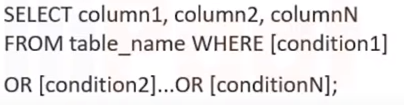 SELECT column1, column2, columnN
FROM table_name WHERE [condition1]
OR [condition2]...OR [conditionN];